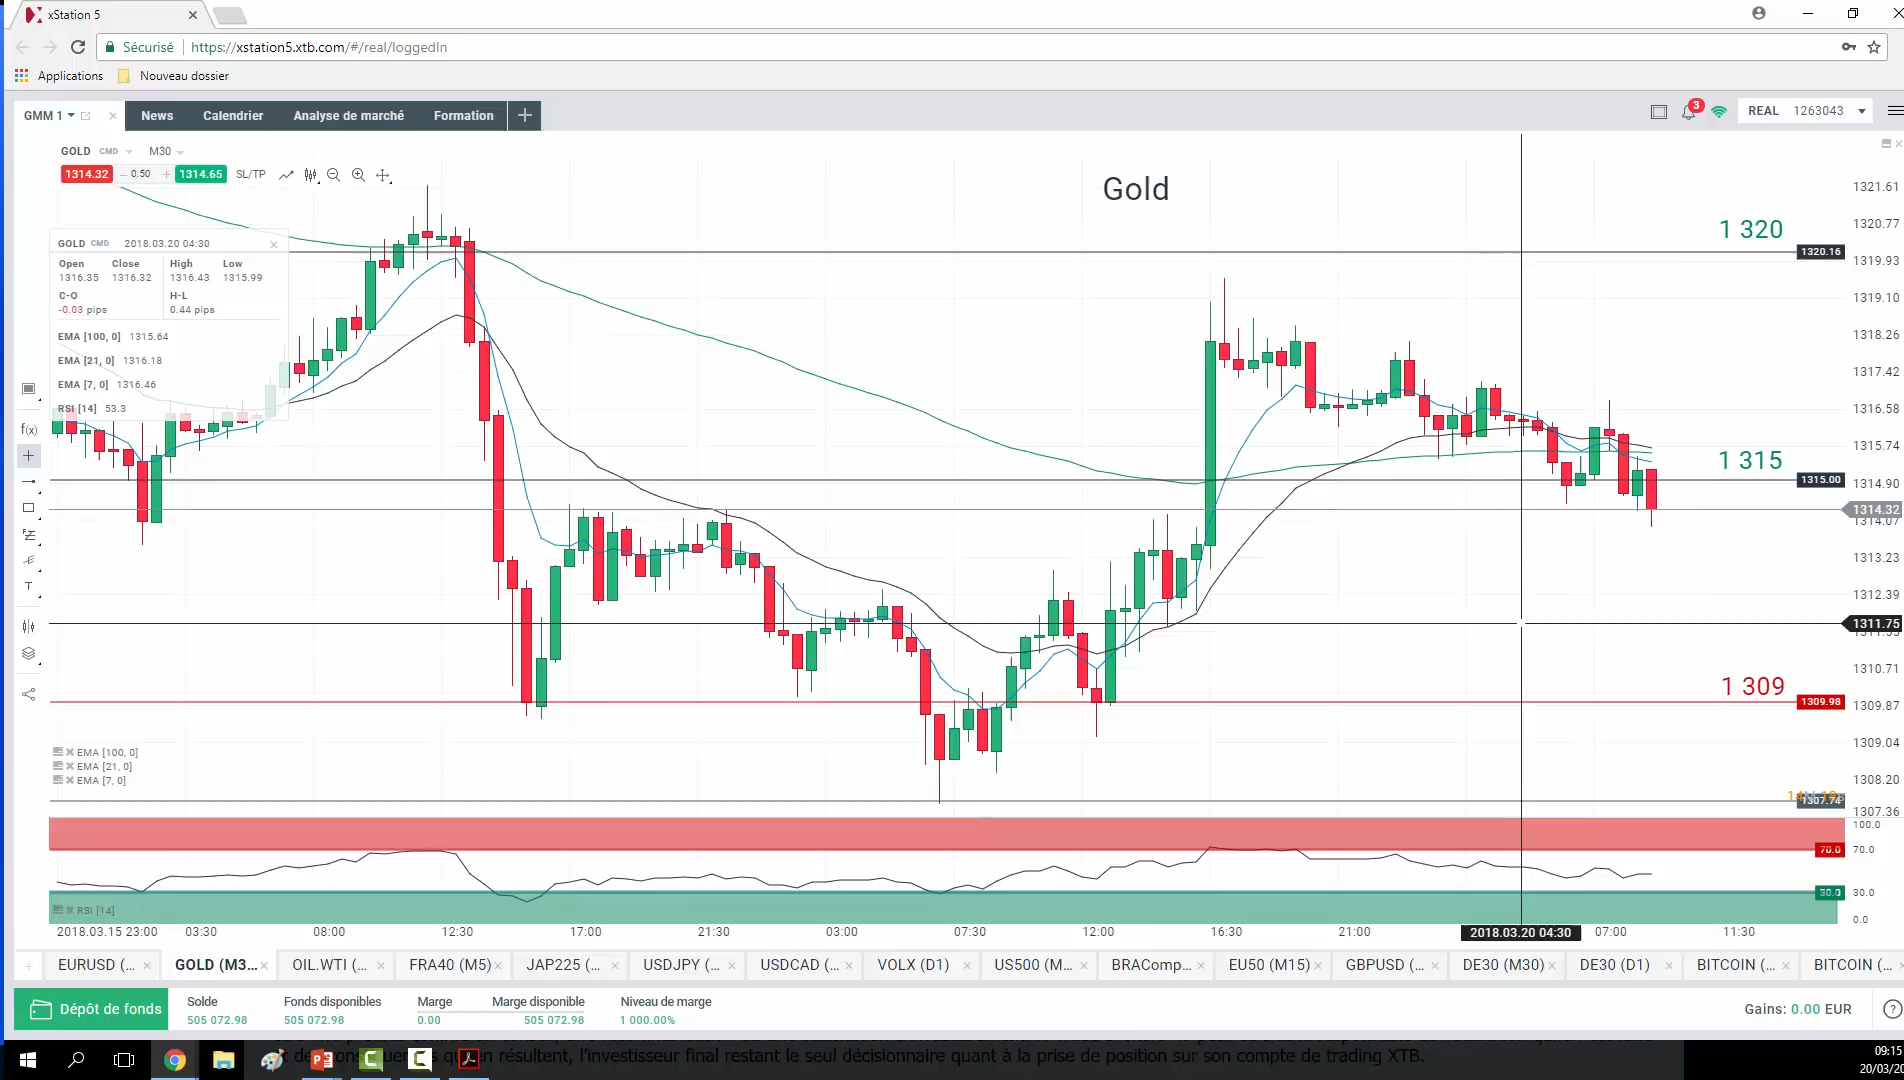 xStation 5
Sécurisé https://xstation5.xtb.com/#/real/loggedIn
Applications Nouveau dossier
GMM 1 News Calendrier Analyse de marché Formation
3 REAL 1263043
GOLD CMD M30
1314.32 0.50 1314.65 SL/TP
Gold
1 320
1 315
1 309
GOLD CMD 2018.03.20 04:30
Open Close High Low
1316.35 1316.32 1316.43 1315.99
C-O H-L
-0.03 pips 0.44 pips
EMA [100, 0] 1315.64
EMA [21, 0] 1316.18
EMA [7, 0] 1316.46
RSI [14] 53.3
f(x)
T
1321.61
1320.77
1320.16
1319.93
1319.10
1318.26
1317.42
1316.58
1315.74
1315.00
1314.90
1314.32
1314.07
1313.23
1312.39
1311.75
1310.71
1309.98
1309.87
1309.04
1308.20
1307.74
1307.36
EMA [100, 0]
EMA [21, 0]
EMA [7, 0]
100.0
70.0 70.0
30.0 30.0
RSI [14]
0.0
2018.03.15 23:00 03:30 08:00 12:30 17:00 21:30 03:00 07:30 12:00 16:30 21:00 2018.03.20 04:30 07:00 11:30
EURUSD (... GOLD (M3... OIL.WTI (... FRA40 (M5) JAP225 (... USDJPY (... USDCAD (... VOLX (D1) US500 (M... BRAComp... EU50 (M15) GBPUSD (... DE30 (M30) DE30 (D1) BITCOIN (... BITCOIN (...
Dépôt de fonds
Solde Fonds disponibles Marge Marge disponible Niveau de marge
505 072.98 505 072.98 0.00 505 072.98 1 000.00%
Gains: 0.00 EUR
résultent, l'investisseur final restant le seul décisionnaire quant à la prise de position sur son compte de trading XTB.
09:15
20/03/20